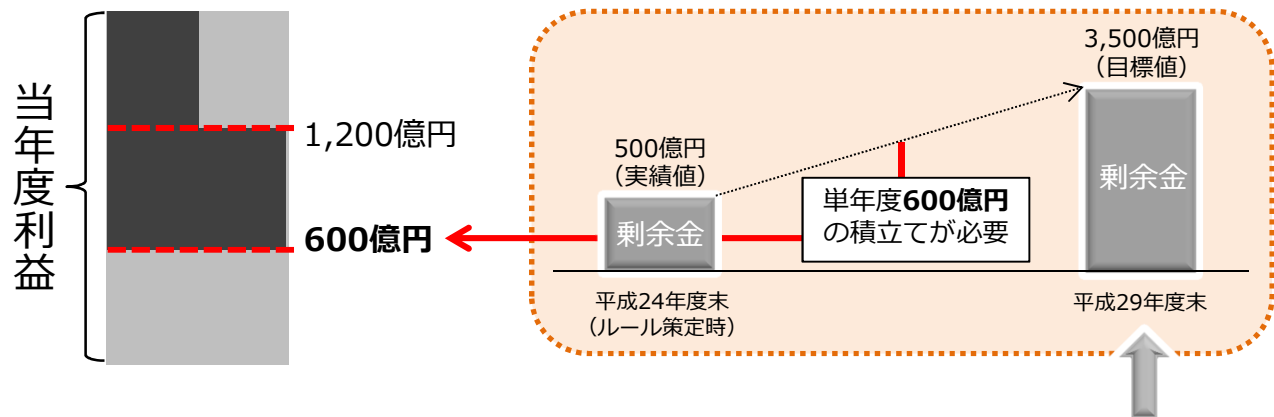 当年度利益
1,200億円
600億円
3,500億円
（目標値）
500億円
（実績値）
剰余金
単年度600億円
の積立てが必要
剰余金
平成24年度末
（ルール策定時）
平成29年度末